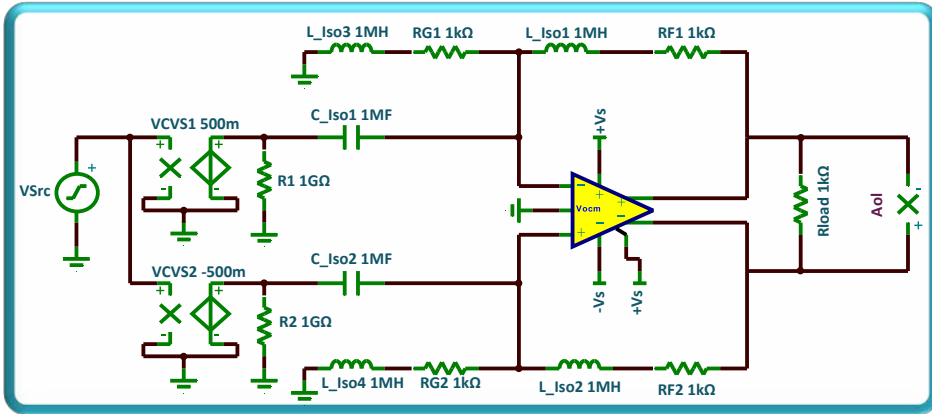 L_Iso3 1MH
RG1 1kΩ
L_Iso1 1MH
RF1 1kΩ
VCVS1 500m
C_Iso1 1MF
+Vs
+
-
+
-
VSrc
+
R1 1GΩ
-
+
Vocm
-
+
-
Rload 1kΩ
Aol
-
+
VCVS2 -500m
C_Iso2 1MF
-Vs
+Vs
+
-
+
-
R2 1GΩ
L_Iso4 1MH
RG2 1kΩ
L_Iso2 1MH
RF2 1kΩ